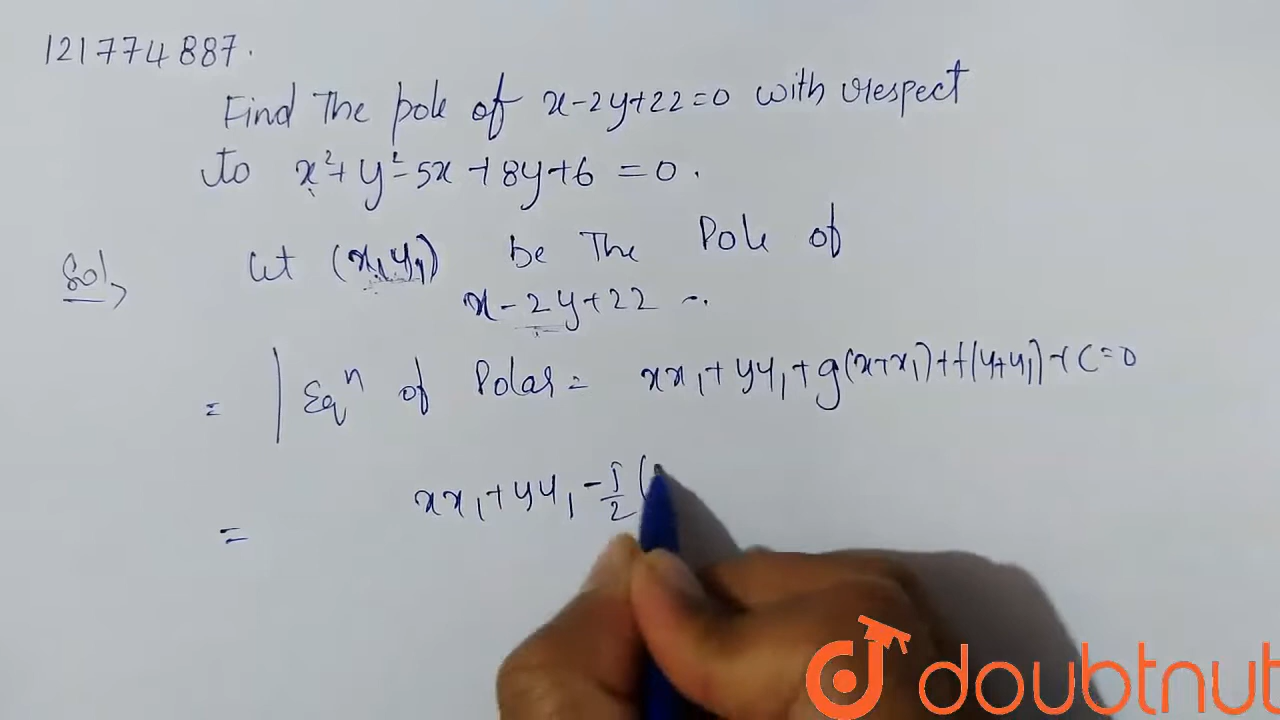 121774887.
Find The pole of x-2y+22=0 with respect
to x²+y²-5x+8y+6=0.
Sol, let (x₁y₁) be The Pole of
x-2y+22 -.
= | Eqⁿ of Polar = xx₁+yy₁+g(x+x₁)+f(y+y₁)+c=0
= xx₁+yy₁-5/2(
doubtnut